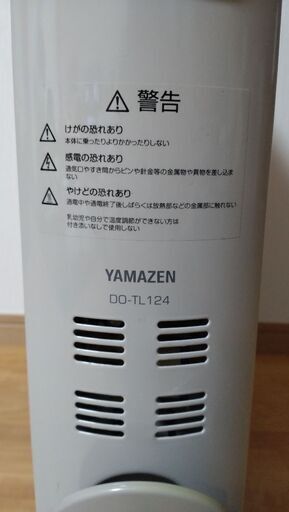 警告
けがの恐れあり
本体に乗ったりよりかかったりしない
感電の恐れあり
通気口やすき間からピンや針金等の金属物や異物を差し込まない
やけどの恐れあり
通電中や通電終了後しばらくは放熱部などの金属部に触れない
乳幼児や自分で温度調節ができない方は
付き添いなしで使用しない
YAMAZEN
DO-TL124